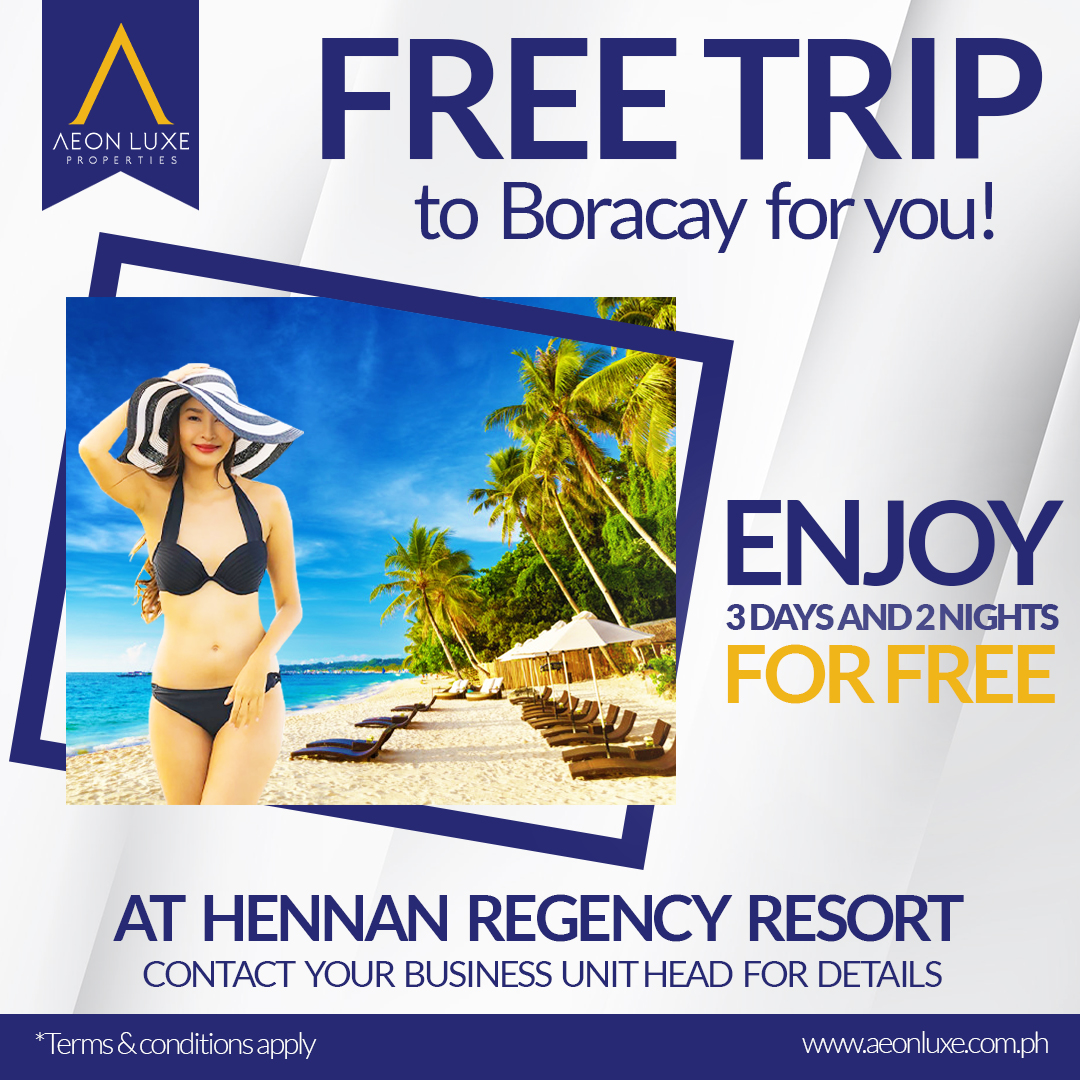 AEON LUXE
PROPERTIES
FREE TRIP
to Boracay for you!
ENJOY
3 DAYS AND 2 NIGHTS
FOR FREE
AT HENNAN REGENCY RESORT
CONTACT YOUR BUSINESS UNIT HEAD FOR DETAILS
*Terms & conditions apply
www.aeonluxe.com.ph